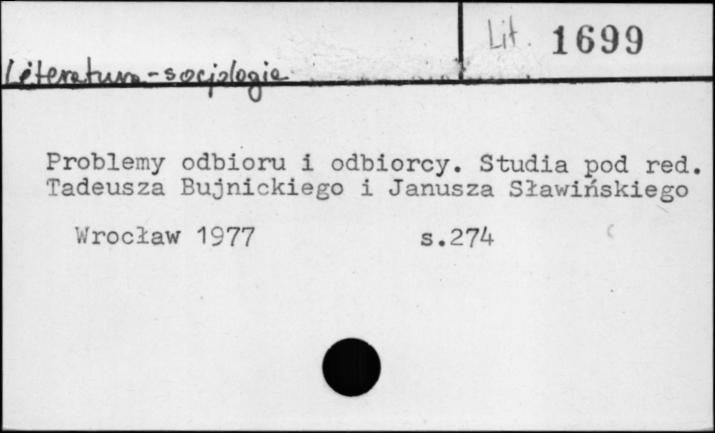 Lit. 1699
Literatura-socjologia
Problemy odbioru i odbiorcy. Studia pod red.
Tadeusza Bujnickiego i Janusza Sławińskiego
Wrocław 1977 s.274